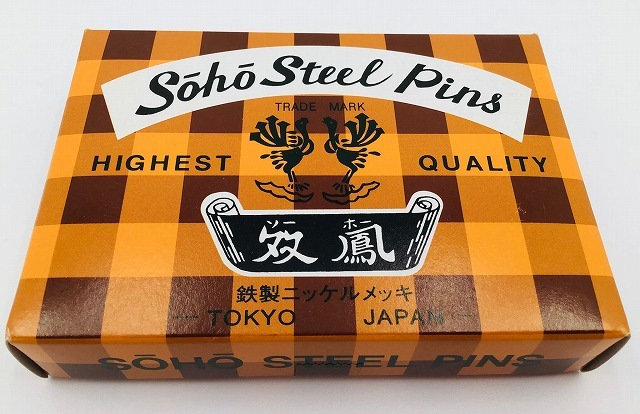 Sōhō Steel Pins
TRADE MARK
HIGHEST QUALITY
ソー ホー
双鳳
鉄製ニッケルメッキ
TOKYO JAPAN
SŌHŌ STEEL PINS